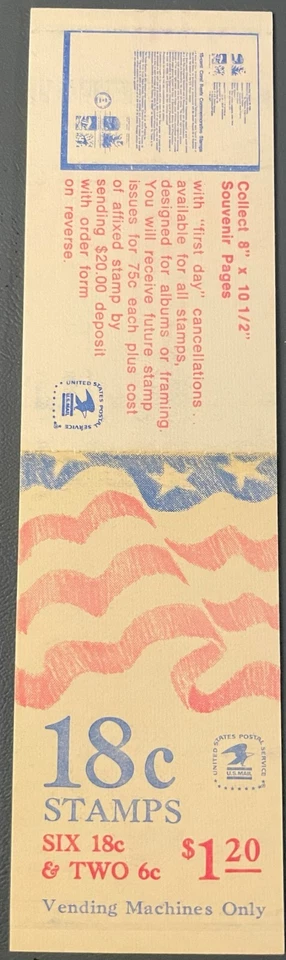 Collect 8" x 10 1/2"
Souvenir Pages
with "first day" cancellations .
available for all stamps,
designed for albums or framing.
You will receive future stamp
issues for 75c each plus cost
of affixed stamp by
sending $20.00 deposit
with order form
on reverse.
UNITED STATES POSTAL SERVICE
U.S.MAIL
18c
STAMPS
SIX 18c
& TWO 6c
$1.20
Vending Machines Only
UNITED STATES POSTAL SERVICE
U.S.MAIL